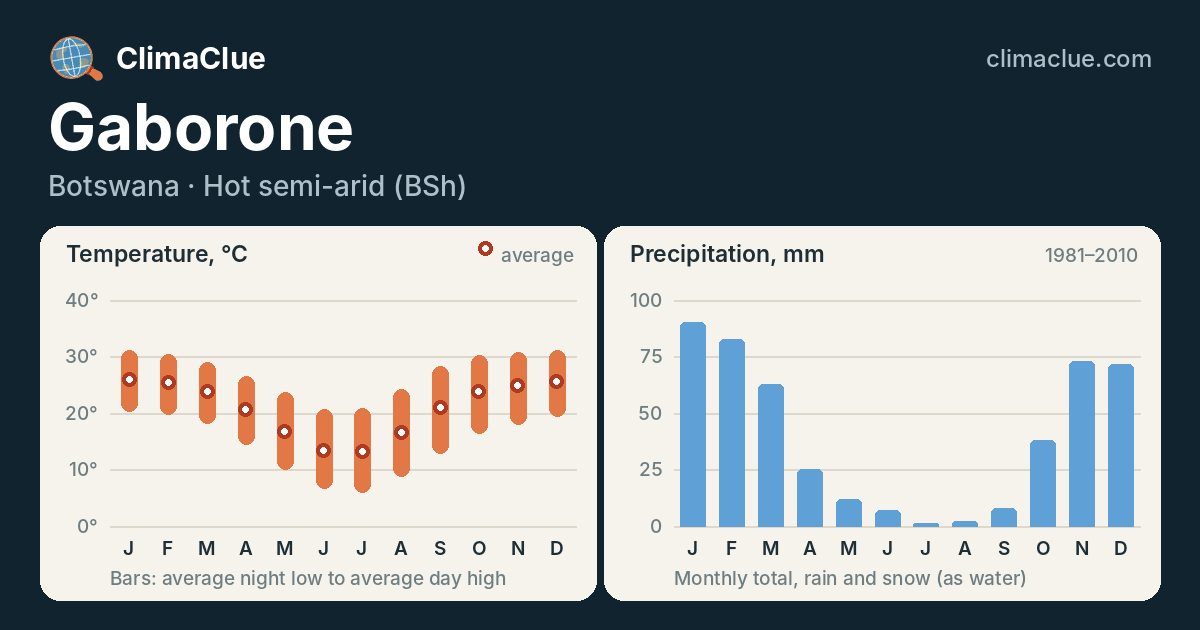 ClimaClue
climaclue.com
Gaborone
Botswana · Hot semi-arid (BSh)
Temperature, °C
average
40°
30°
20°
10°
0°
J F M A M J J A S O N D
Bars: average night low to average day high
Precipitation, mm
1981–2010
100
75
50
25
0
J F M A M J J A S O N D
Monthly total, rain and snow (as water)